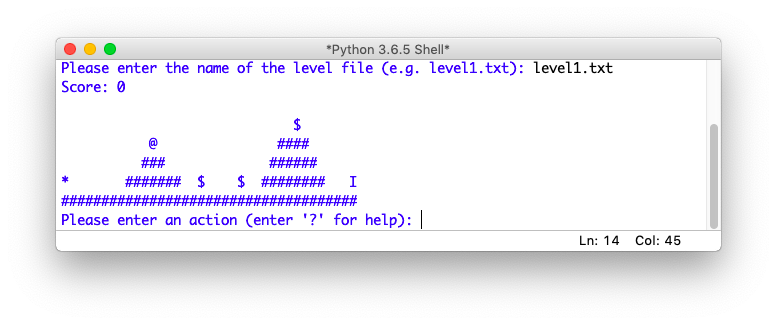 *Python 3.6.5 Shell*
Please enter the name of the level file (e.g. level1.txt): level1.txt
Score: 0
                             $
           @               ####
          ###             ######
*       #######  $    $  ########   I
#####################################
Please enter an action (enter '?' for help):
Ln: 14 Col: 45